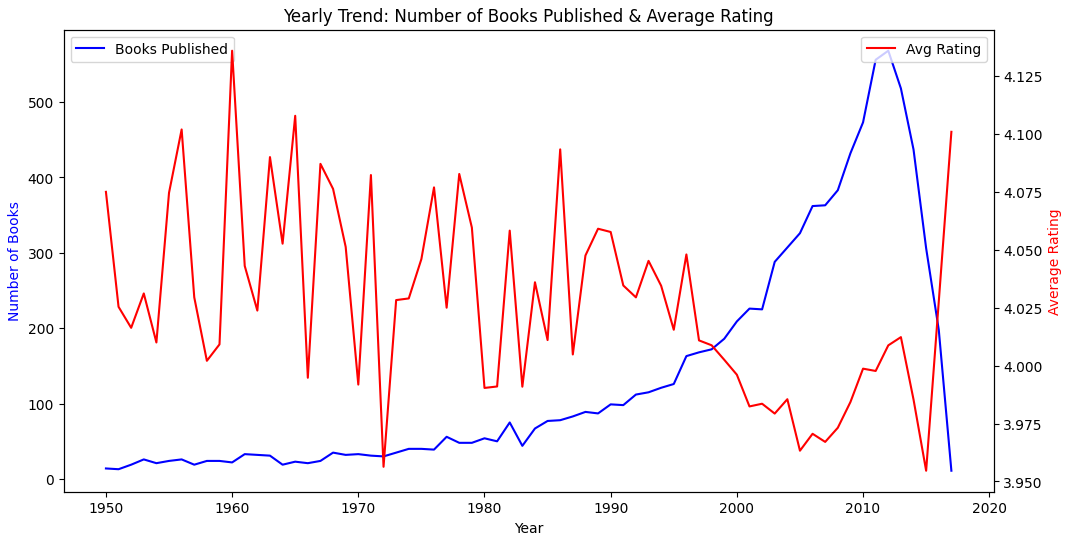 Yearly Trend: Number of Books Published & Average Rating
Books Published
Avg Rating
Number of Books
500
400
300
200
100
0
4.125
4.100
4.075
4.050
4.025
4.000
3.975
3.950
Average Rating
1950 1960 1970 1980 1990 2000 2010 2020
Year